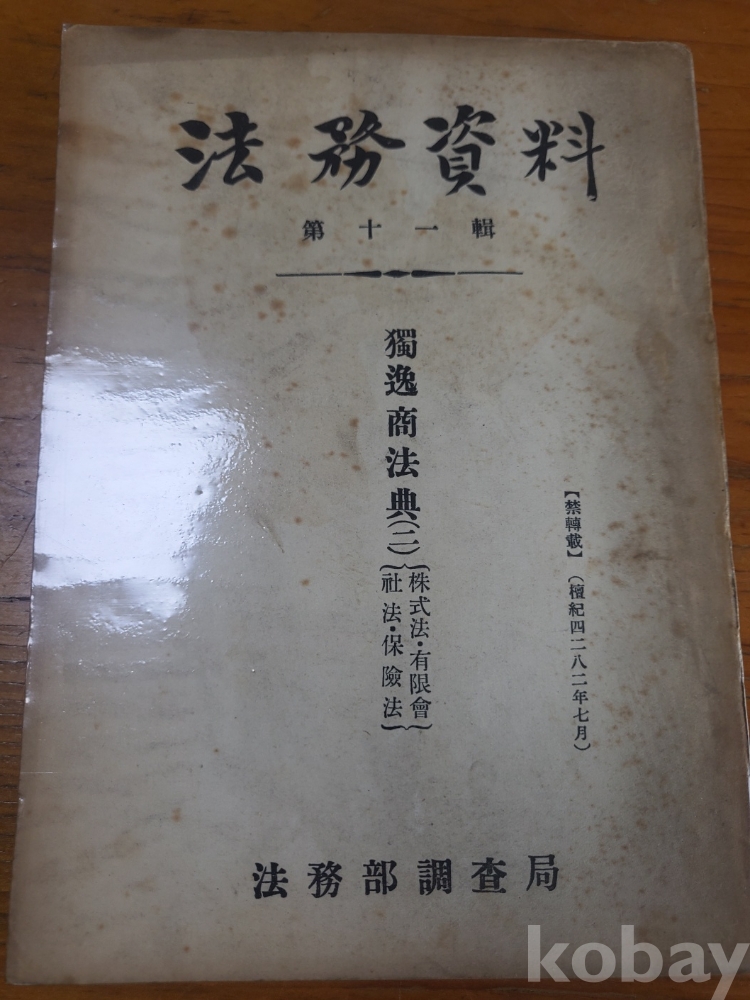 法務資料
第十一輯
【禁轉載】 (檀紀四二八二年七月)
獨逸商法典(二)
株式法·有限會
社法·保險法
法務部調査局
kobay